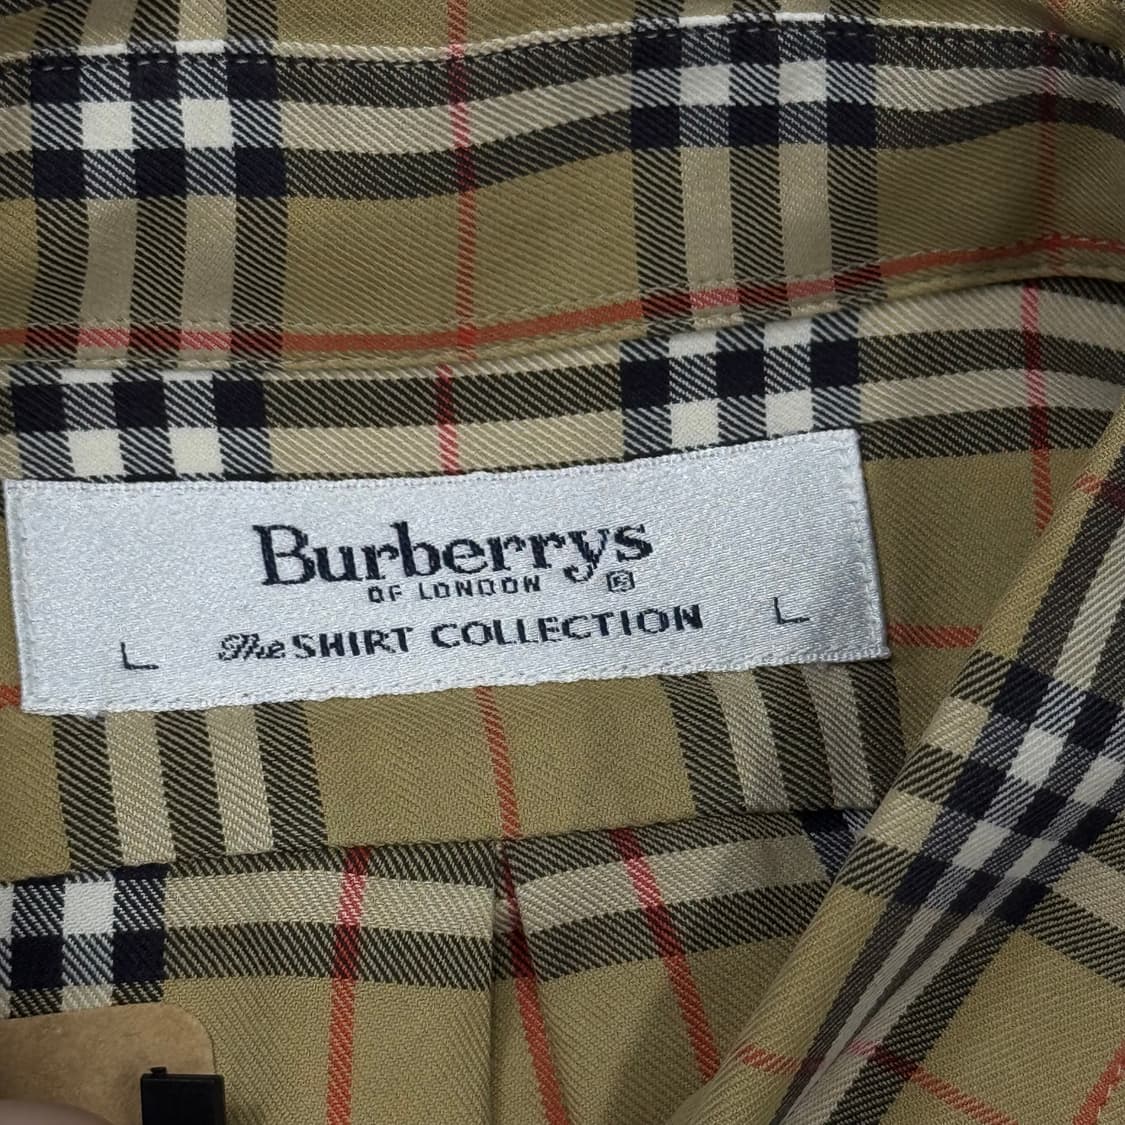 Burberrys
OF LONDON ®
L The SHIRT COLLECTION L